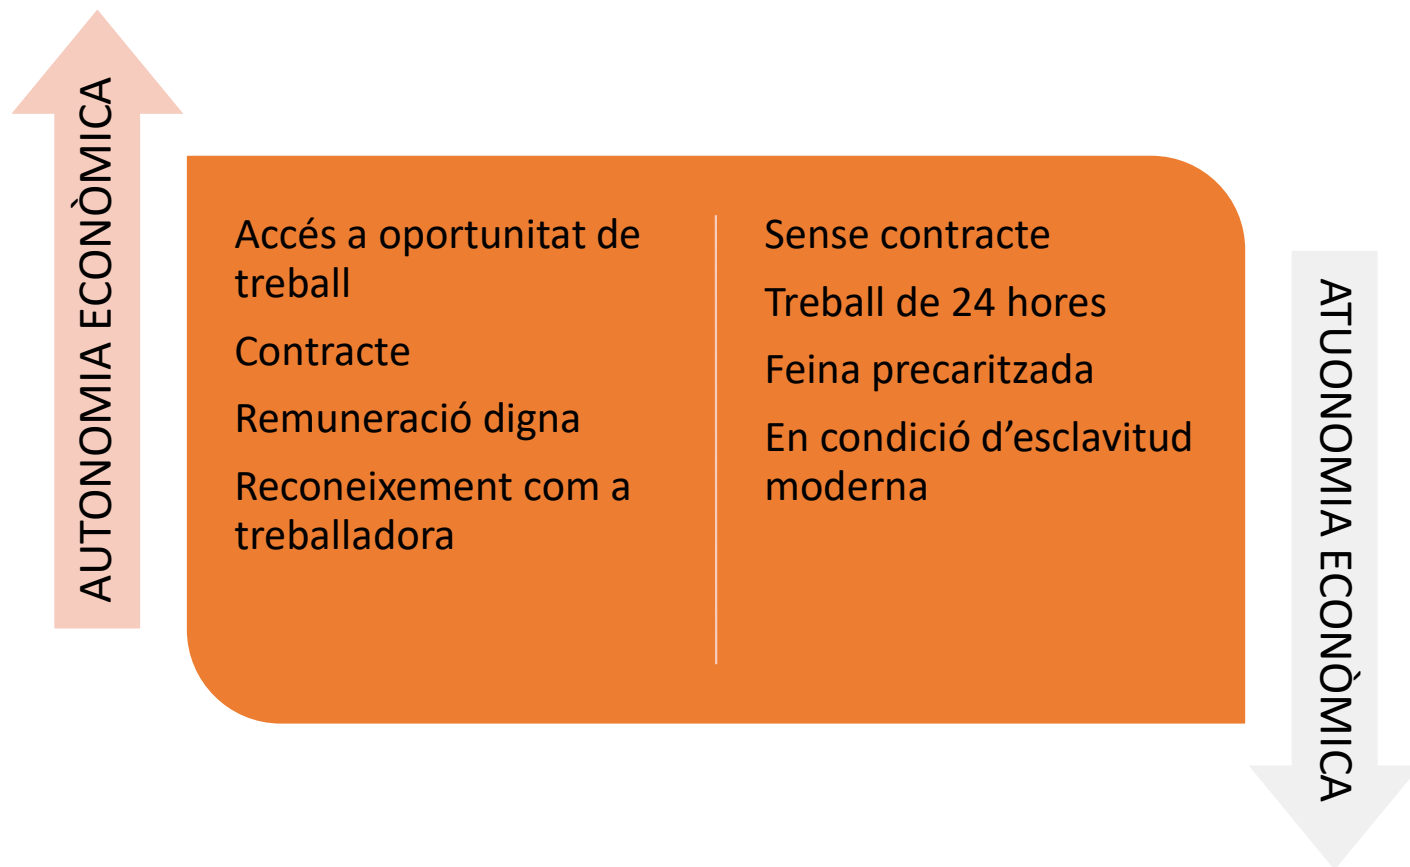 AUTONOMIA ECONÒMICA
Accés a oportunitat de
treball
Contracte
Remuneració digna
Reconeixement com a
treballadora
Sense contracte
Treball de 24 hores
Feina precaritzada
En condició d’esclavitud
moderna
ATUONOMIA ECONÒMICA